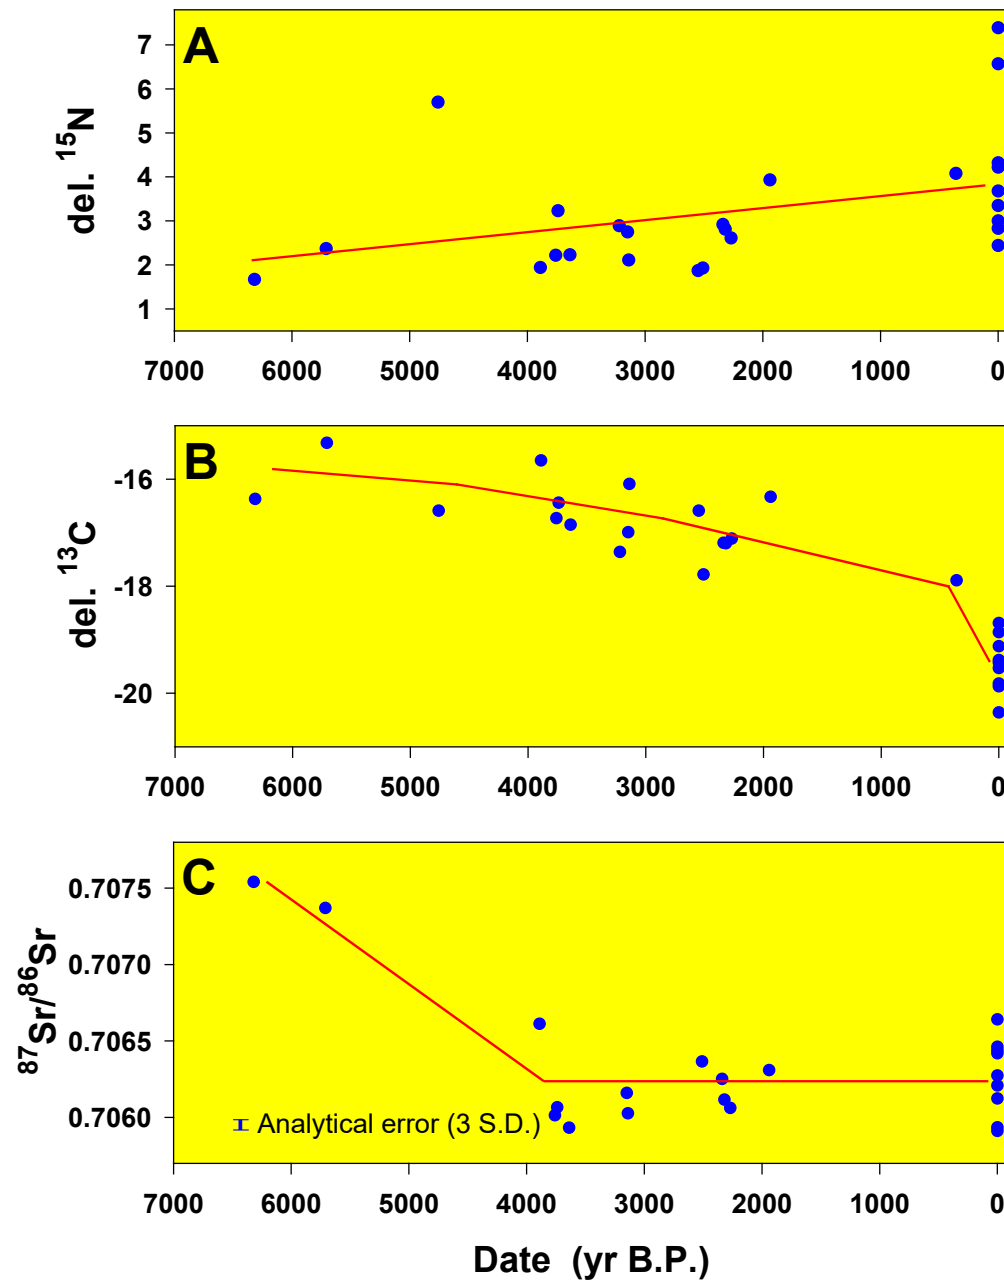 A
7
6
5
4
3
2
1
del. ¹⁵N
7000 6000 5000 4000 3000 2000 1000 0
B
-16
-18
-20
del. ¹³C
7000 6000 5000 4000 3000 2000 1000 0
C
0.7075
0.7070
0.7065
0.7060
⁸⁷Sr/⁸⁶Sr
Analytical error (3 S.D.)
7000 6000 5000 4000 3000 2000 1000 0
Date (yr B.P.)